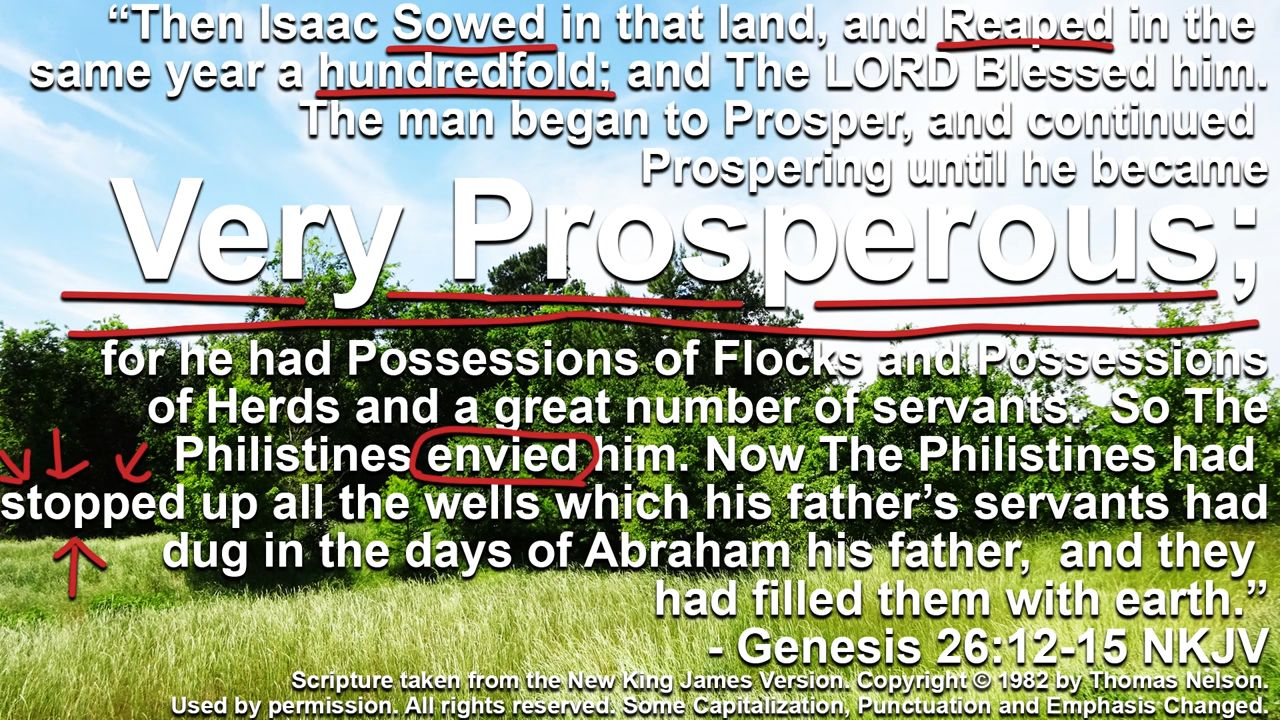 “Then Isaac Sowed in that land, and Reaped in the
same year a hundredfold; and The LORD Blessed him.
The man began to Prosper, and continued
Prospering until he became
Very Prosperous;
for he had Possessions of Flocks and Possessions
of Herds and a great number of servants.  So The
Philistines envied him. Now The Philistines had
stopped up all the wells which his father’s servants had
dug in the days of Abraham his father,  and they
had filled them with earth.”
- Genesis 26:12-15 NKJV
Scripture taken from the New King James Version. Copyright © 1982 by Thomas Nelson.
Used by permission. All rights reserved. Some Capitalization, Punctuation and Emphasis Changed.